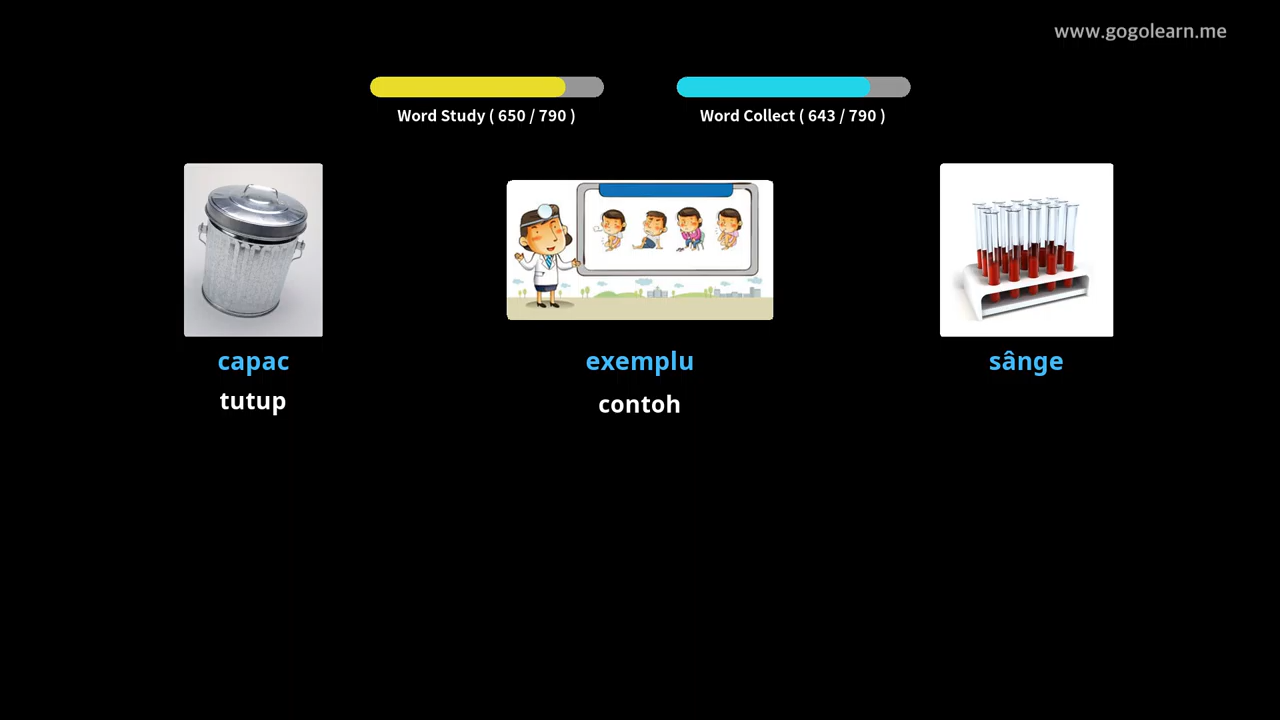 www.gogolearn.me
Word Study ( 650 / 790 )
Word Collect ( 643 / 790 )
capac
exemplu
sânge
tutup
contoh